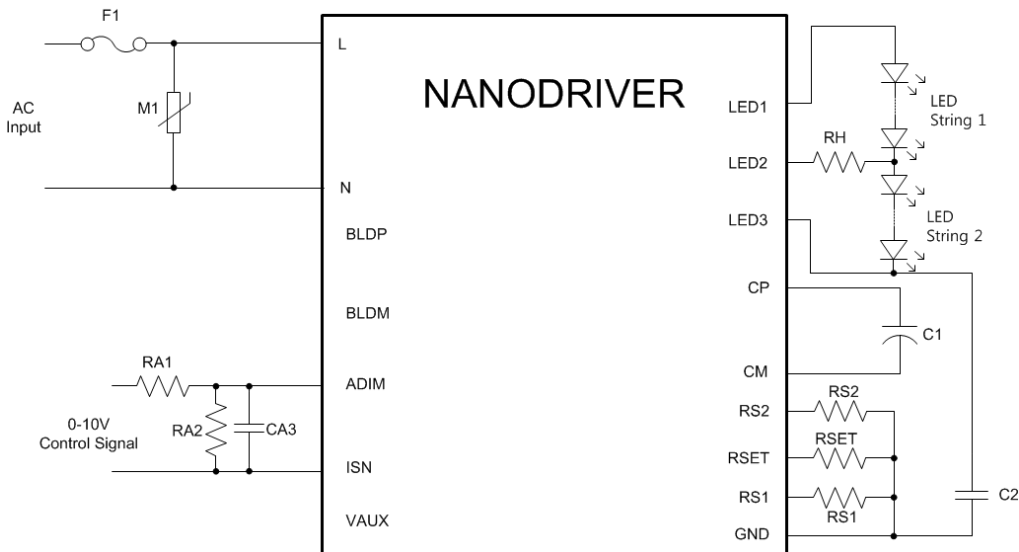 F1
L
NANODRIVER
AC
Input
M1
LED1
LED
String 1
RH
LED2
N
LED3
LED
String 2
BLDP
CP
BLDM
C1
RA1
CM
ADIM
RS2
RS2
0-10V
Control Signal
RA2
CA3
RSET
RSET
ISN
RS1
RS1
C2
VAUX
GND